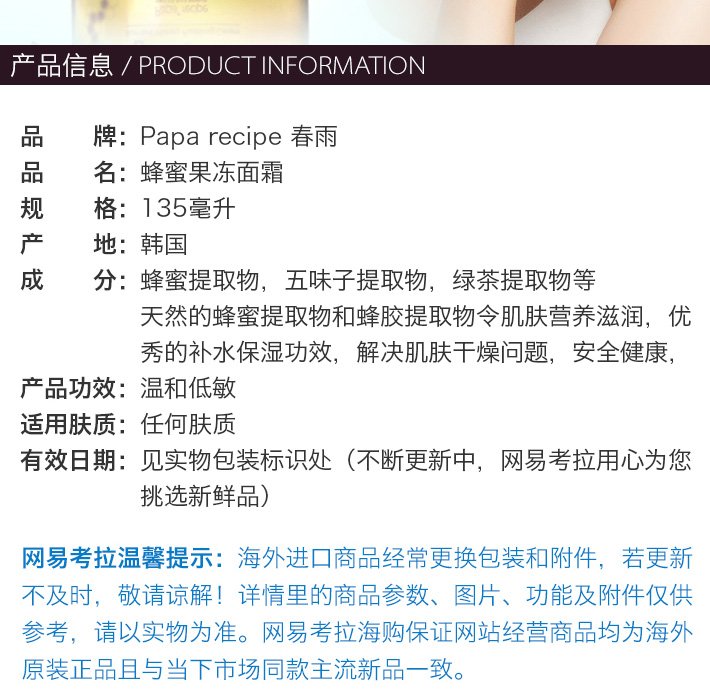 产品信息 / PRODUCT INFORMATION
品 牌：Papa recipe 春雨
品 名：蜂蜜果冻面霜
规 格：135毫升
产 地：韩国
成 分：蜂蜜提取物，五味子提取物，绿茶提取物等
天然的蜂蜜提取物和蜂胶提取物令肌肤营养滋润，优
秀的补水保湿功效，解决肌肤干燥问题，安全健康，
产品功效：温和低敏
适用肤质：任何肤质
有效日期：见实物包装标识处（不断更新中，网易考拉用心为您
挑选新鲜品）
网易考拉温馨提示：海外进口商品经常更换包装和附件，若更新
不及时，敬请谅解！详情里的商品参数、图片、功能及附件仅供
参考，请以实物为准。网易考拉海购保证网站经营商品均为海外
原装正品且与当下市场同款主流新品一致。